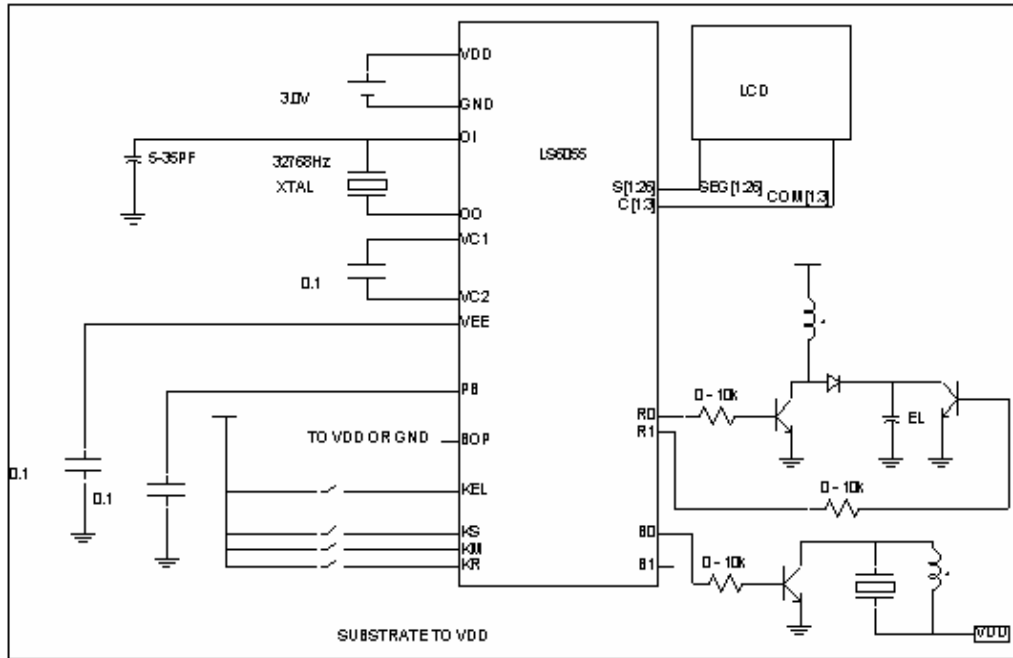 VDD
3.0V
GND
OI
5-35PF
32768Hz
XTAL
OO
VC1
0.1
VC2
VEE
PB
TO VDD OR GND
BOP
0.1
0.1
KEL
KS
KM
KR
LS6055
LCD
S[1:26]
SEG[1:26]
C[1:3]
COM[1:3]
R0
R1
0 - 10k
EL
0 - 10k
B0
B1
0 - 10k
VDD
SUBSTRATE TO VDD